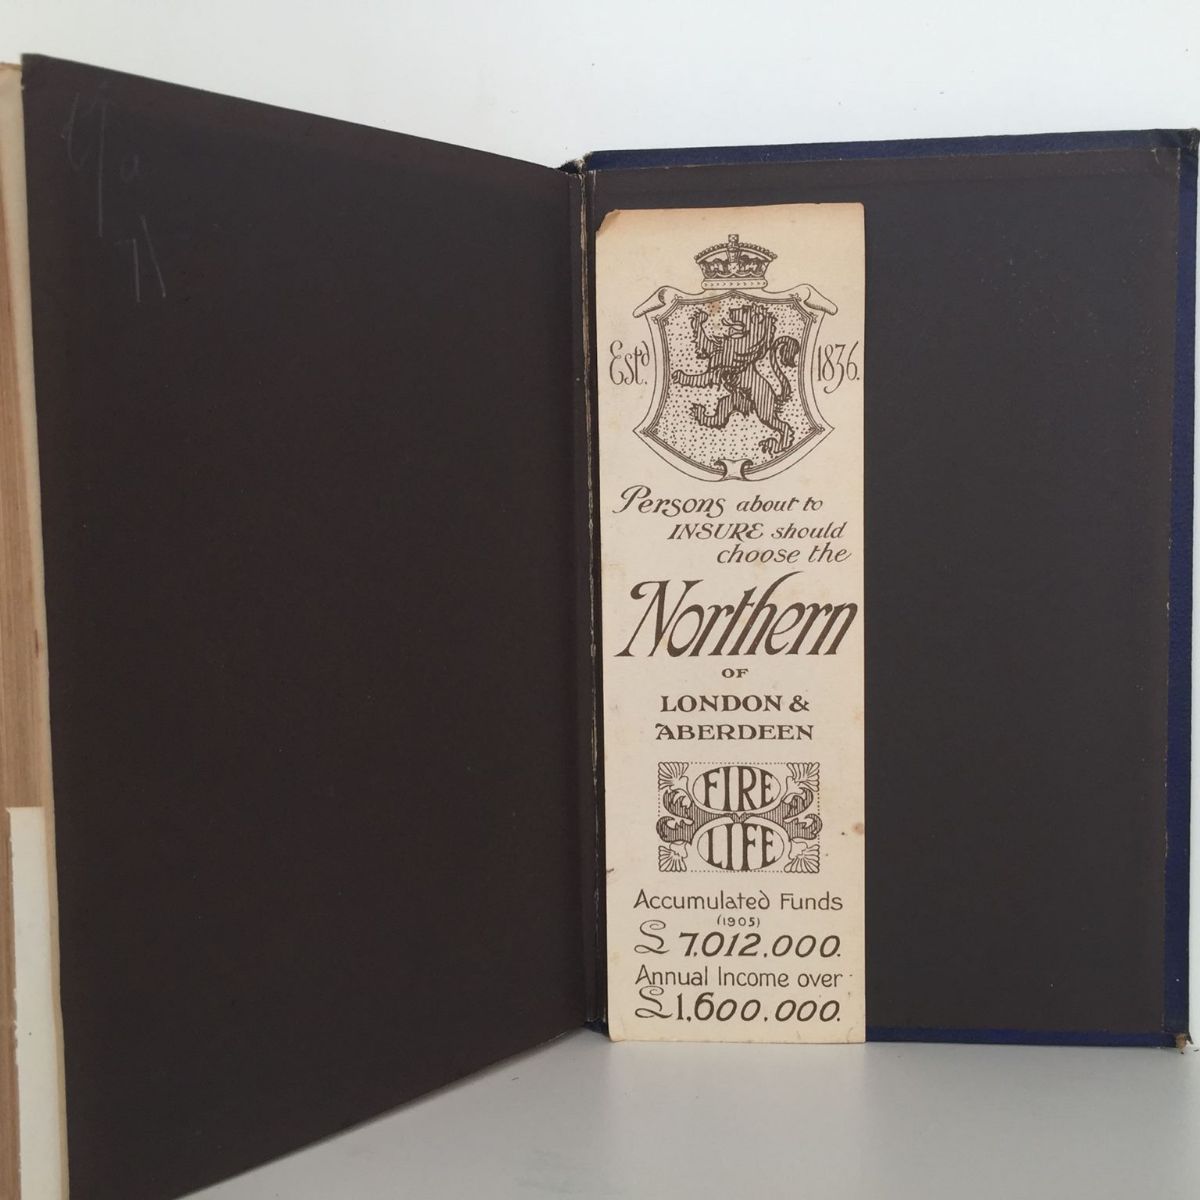 Estd. 1836.
Persons about to
INSURE should
choose the
Northern
OF
LONDON &
ABERDEEN
FIRE
LIFE
Accumulated Funds
(1905)
£7,012,000.
Annual Income over
£1,600,000.